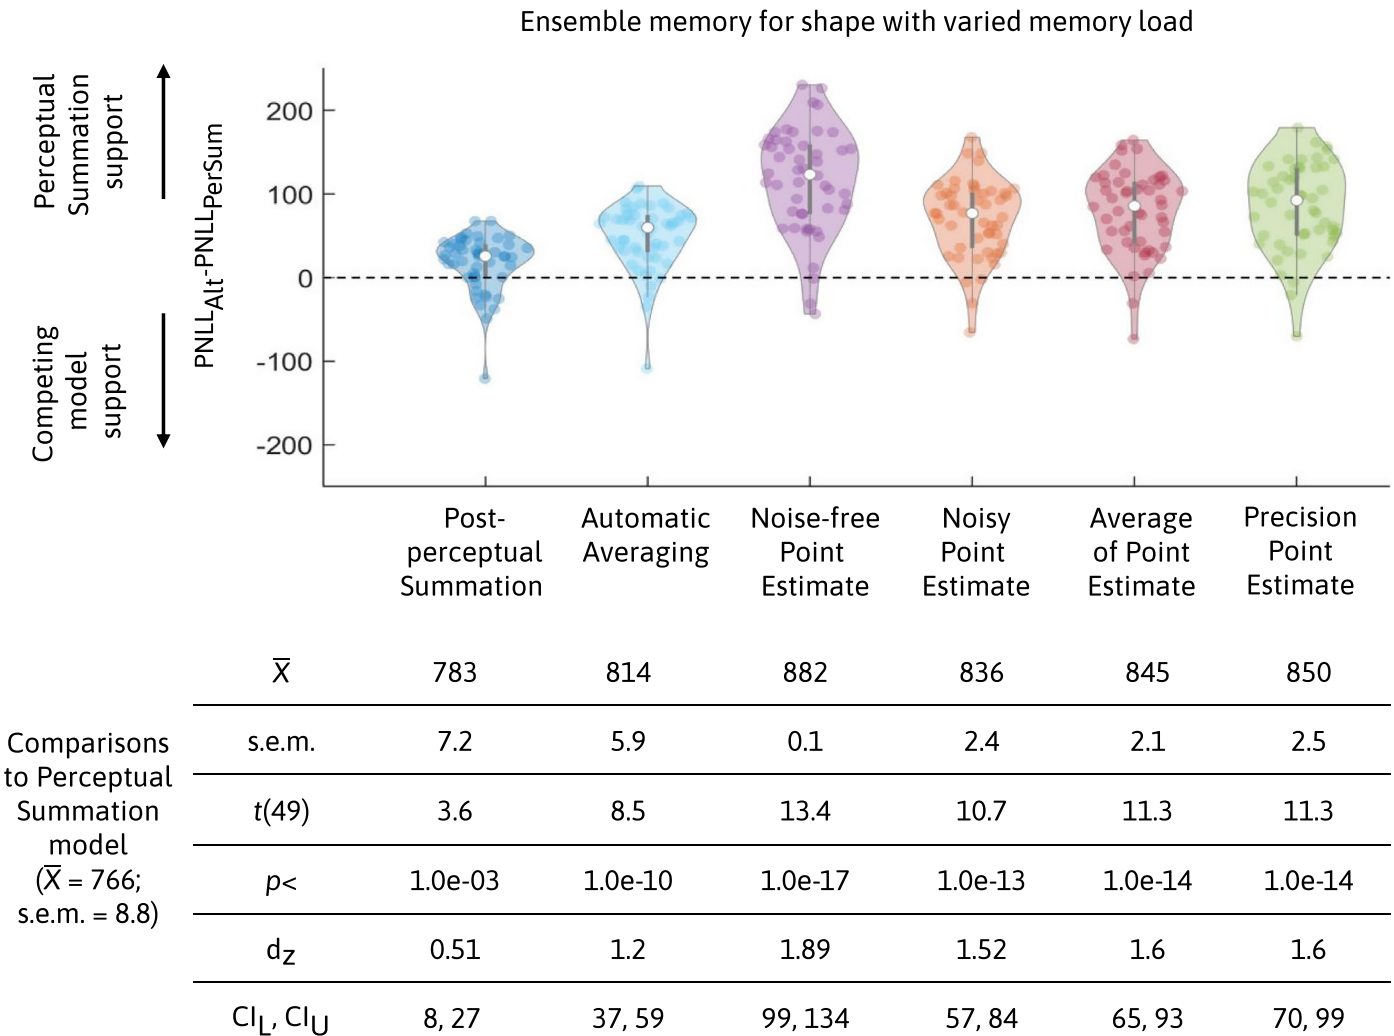 Ensemble memory for shape with varied memory load
Perceptual
Summation
support
Competing
model
support
PNLLAlt-PNLLPerSum
200
100
0
-100
-200
Post-
perceptual
Summation
Automatic
Averaging
Noise-free
Point
Estimate
Noisy
Point
Estimate
Average
of Point
Estimate
Precision
Point
Estimate
Comparisons
to Perceptual
Summation
model
(X̅ = 766;
s.e.m. = 8.8)
X̅ 783 814 882 836 845 850
s.e.m. 7.2 5.9 0.1 2.4 2.1 2.5
t(49) 3.6 8.5 13.4 10.7 11.3 11.3
p< 1.0e-03 1.0e-10 1.0e-17 1.0e-13 1.0e-14 1.0e-14
dz 0.51 1.2 1.89 1.52 1.6 1.6
CIL, CIU 8, 27 37, 59 99, 134 57, 84 65, 93 70, 99